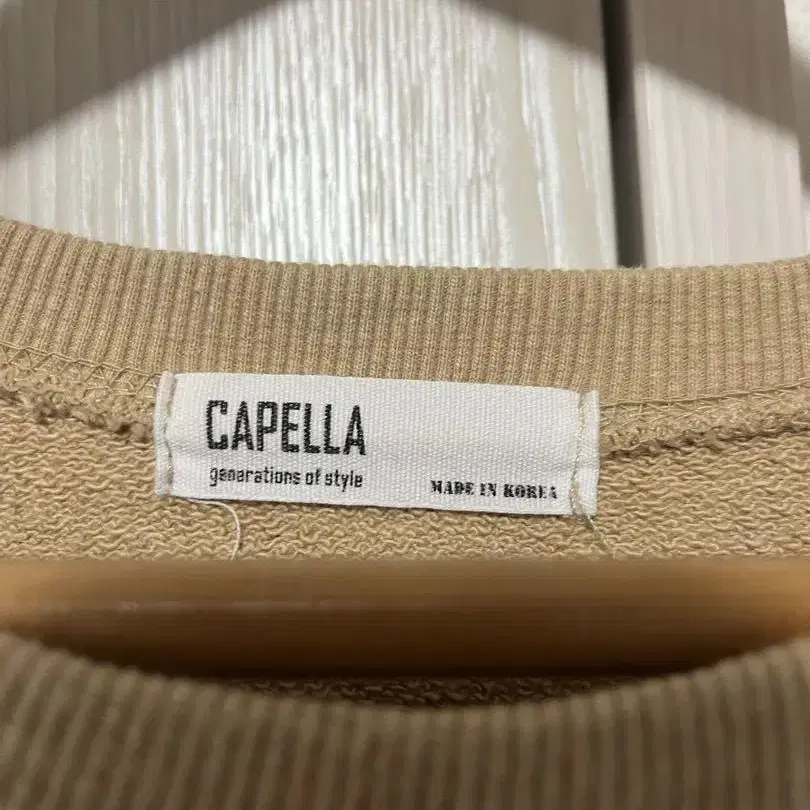 CAPELLA
generations of style
MADE IN KOREA